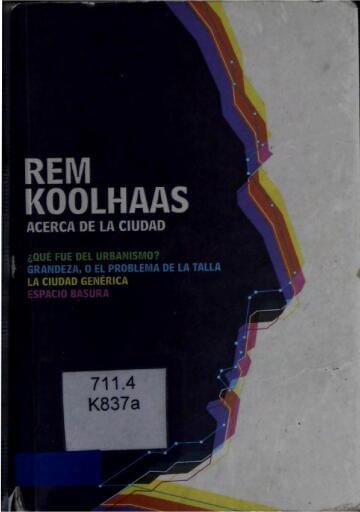 REM
KOOLHAAS
ACERCA DE LA CIUDAD
¿QUÉ FUE DEL URBANISMO?
GRANDEZA, O EL PROBLEMA DE LA TALLA
LA CIUDAD GENÉRICA
ESPACIO BASURA
711.4
K837a